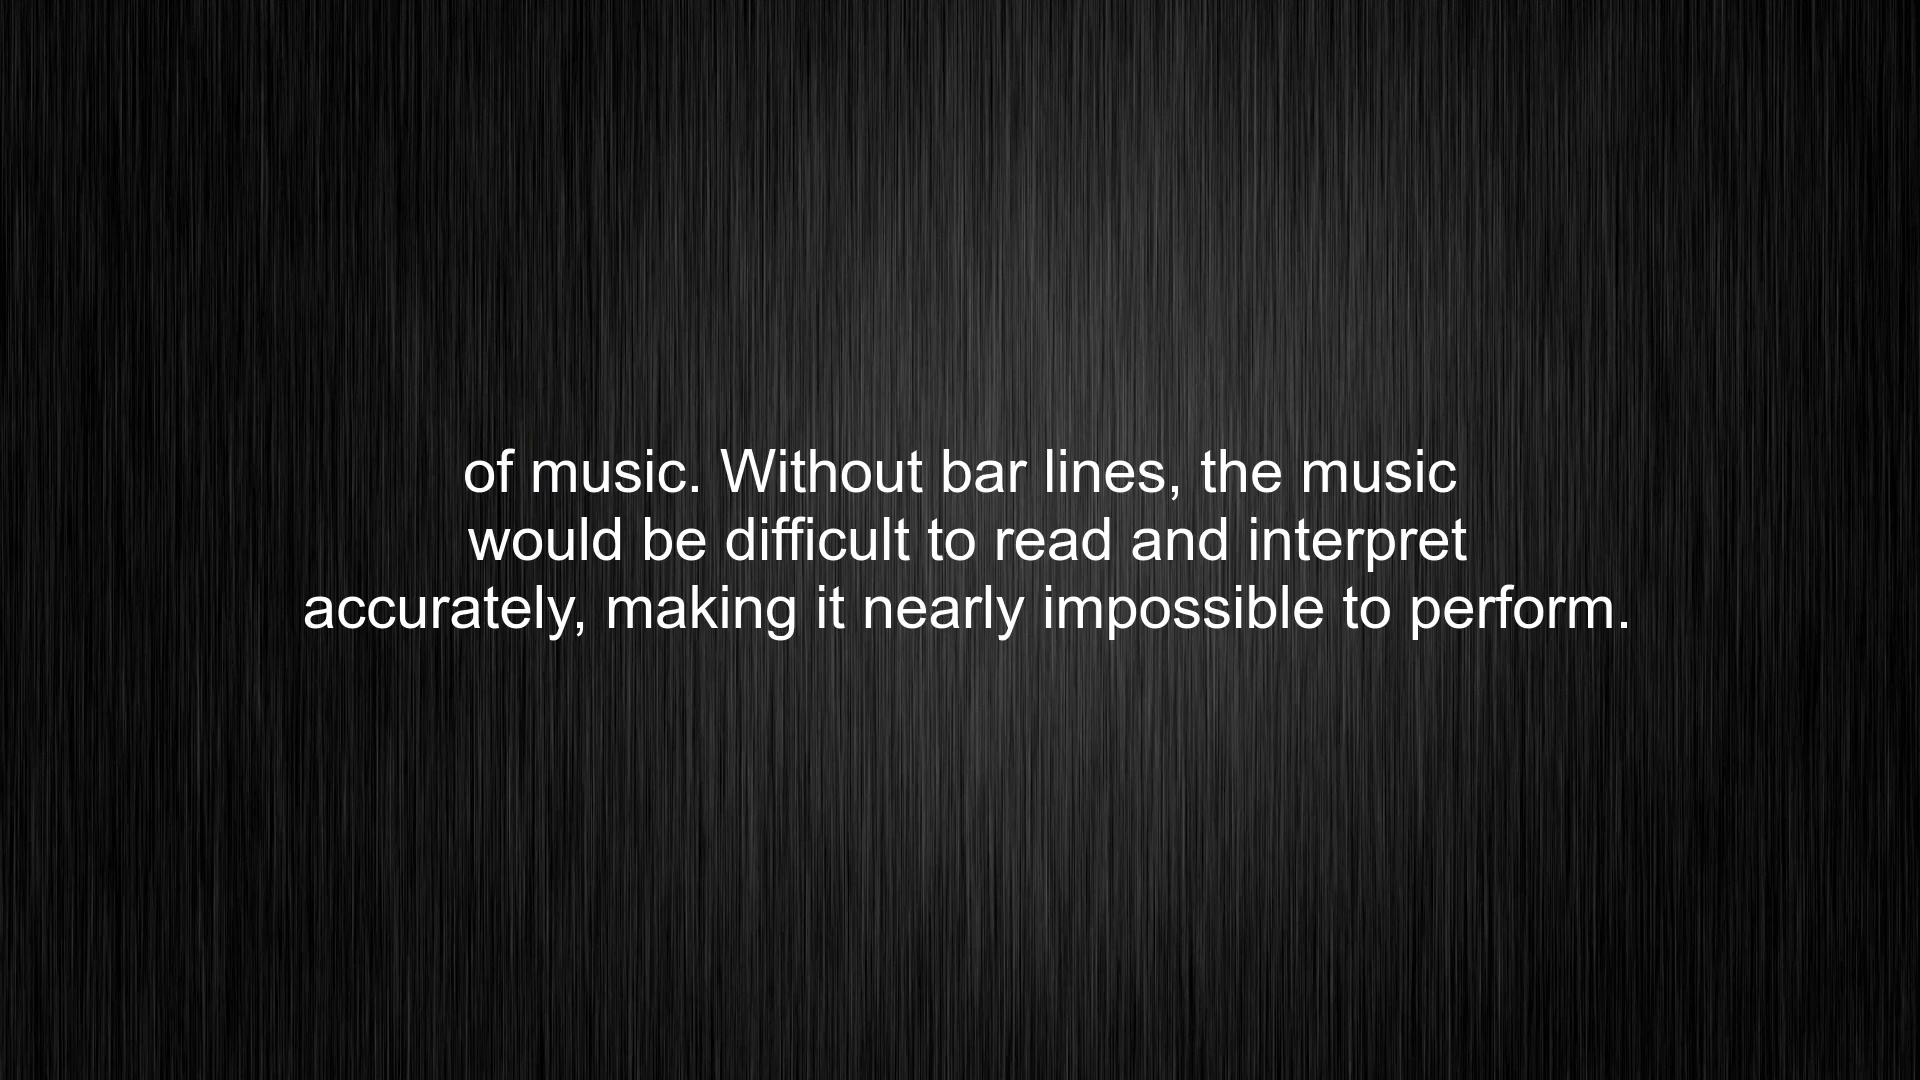 of music. Without bar lines, the music
would be difficult to read and interpret
accurately, making it nearly impossible to perform.